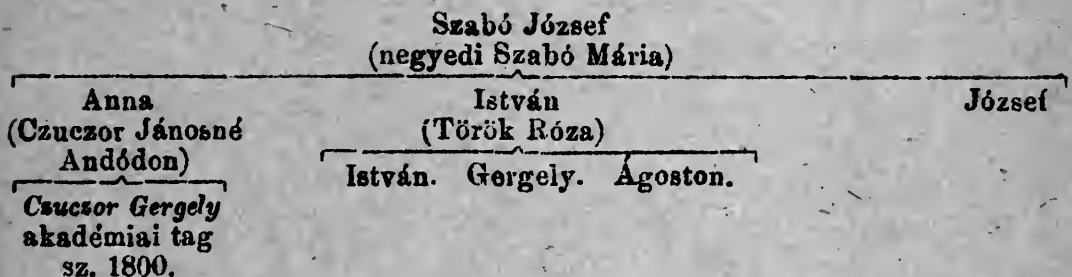 Szabó József
(negyedi Szabó Mária)
Anna István József
(Czuczor Jánosné (Török Róza)
Andódon) István. Gergely. Ágoston.
Czuczor Gergely
akadémiai tag
sz. 1800.